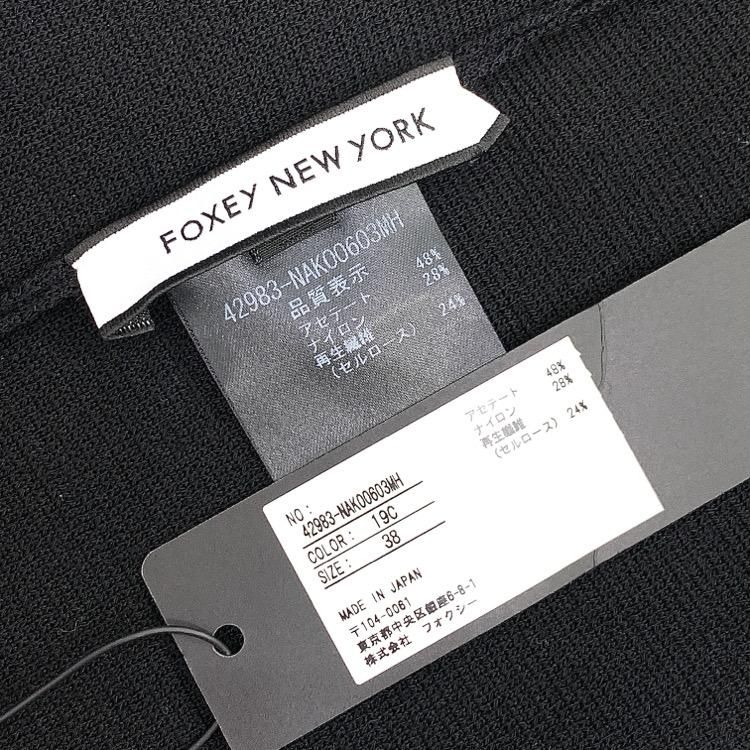 FOXEY NEW YORK
42983-NAK00603MH
品質表示
アセテート 48%
ナイロン 28%
再生繊維 24%
(セルロース)
アセテート 48%
ナイロン 28%
再生繊維
(セルロース) 24%
NO:
42983-NAK00603MH
COLOR: 19C
SIZE: 38
MADE IN JAPAN
〒104-0061
東京都中央区銀座6-8-1
株式会社 フォクシー